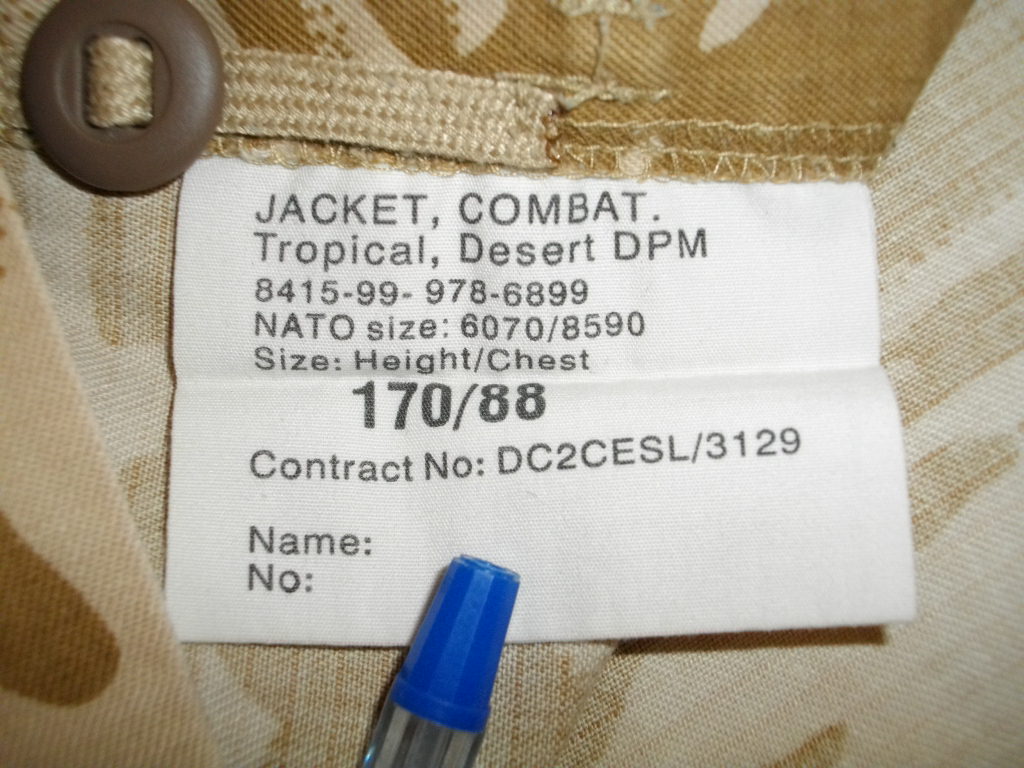 JACKET, COMBAT.
Tropical, Desert DPM
8415-99- 978-6899
NATO size: 6070/8590
Size: Height/Chest
170/88
Contract No: DC2CESL/3129
Name:
No: